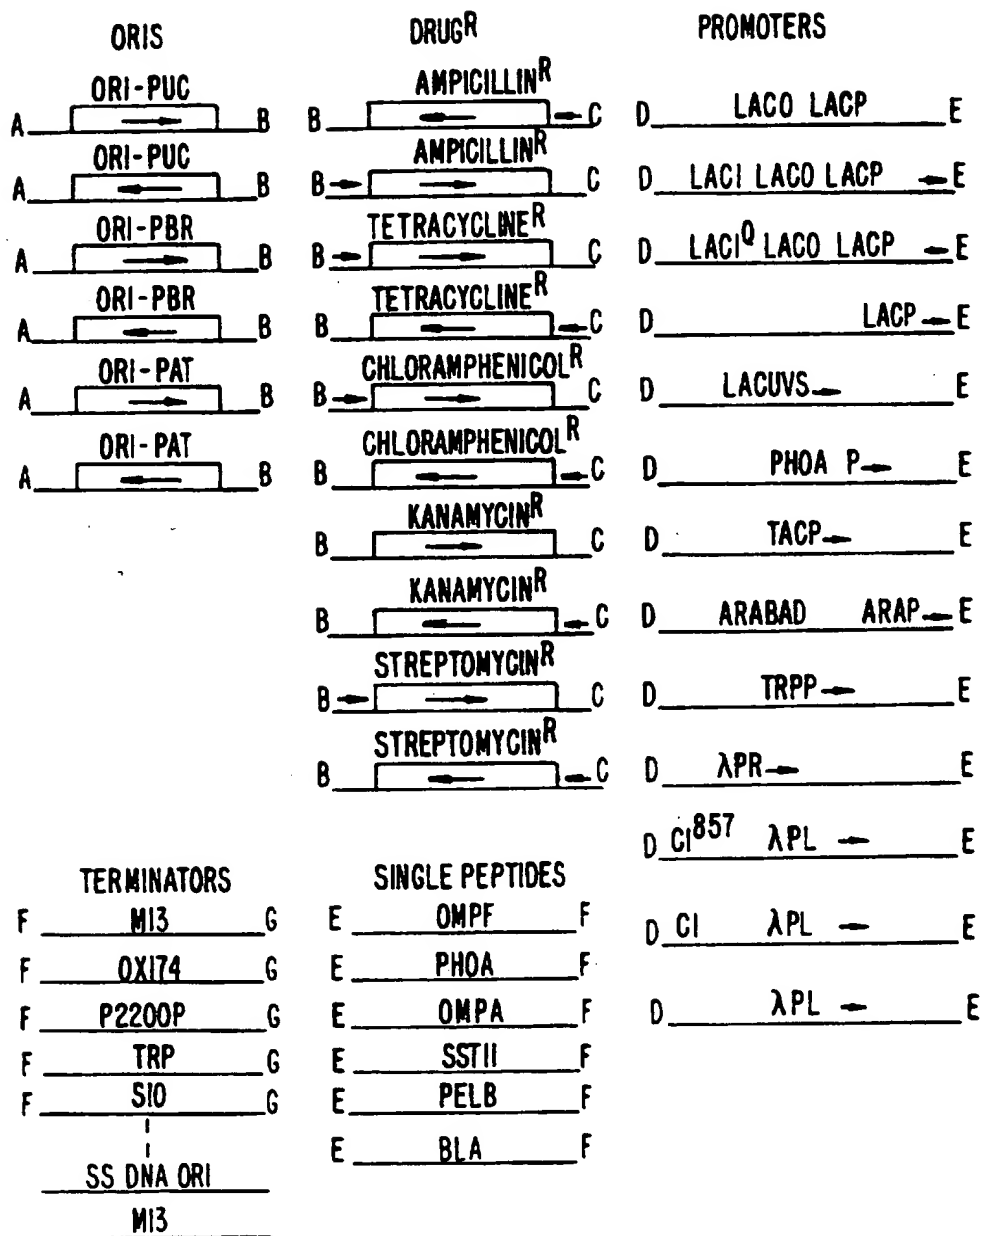 ORIS
ORI-PUC
A B
ORI-PUC
A B
ORI-PBR
A B
ORI-PBR
A B
ORI-PAT
A B
ORI-PAT
A B
DRUGR
AMPICILLINR
B C
AMPICILLINR
B C
TETRACYCLINER
B C
TETRACYCLINER
B C
CHLORAMPHENICOLR
B C
CHLORAMPHENICOLR
B C
KANAMYCINR
B C
KANAMYCINR
B C
STREPTOMYCINR
B C
STREPTOMYCINR
B C
PROMOTERS
D LACO LACP E
D LACI LACO LACP E
D LACIQ LACO LACP E
D LACP E
D LACUVS E
D PHOA P E
D TACP E
D ARABAD ARAP E
D TRPP E
D λPR E
D CI857 λPL E
D CI λPL E
D λPL E
TERMINATORS
F M13 G
F OX174 G
F P2200P G
F TRP G
F S10 G
SS DNA ORI
M13
SINGLE PEPTIDES
E OMPF F
E PHOA F
E OMPA F
E SSTII F
E PELB F
E BLA F